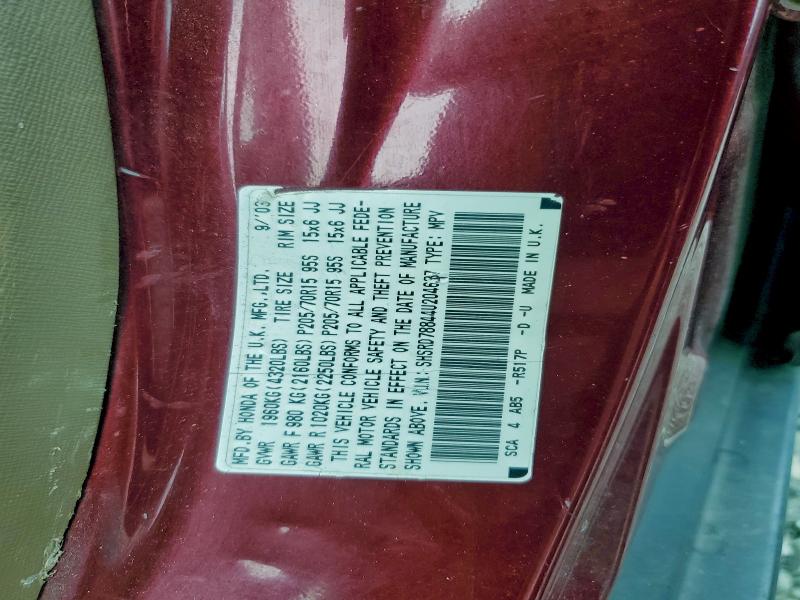 MFD.BY HONDA OF THE U.K. MFG.,LTD. 9/'03
GVWR 1960KG(4320LBS) TIRE SIZE RIM SIZE
GAWR F 980 KG(2160LBS) P205/70R15 95S 15x6 JJ
GAWR R 1020KG(2250LBS) P205/70R15 95S 15x6 JJ
THIS VEHICLE CONFORMS TO ALL APPLICABLE FEDE-
RAL MOTOR VEHICLE SAFETY AND THEFT PREVENTION
STANDARDS IN EFFECT ON THE DATE OF MANUFACTURE
SHOWN ABOVE. V.I.N.: SHSRD78844U204637 TYPE: MPV
SCA 4 AB5 -R517P -D -U MADE IN U.K.